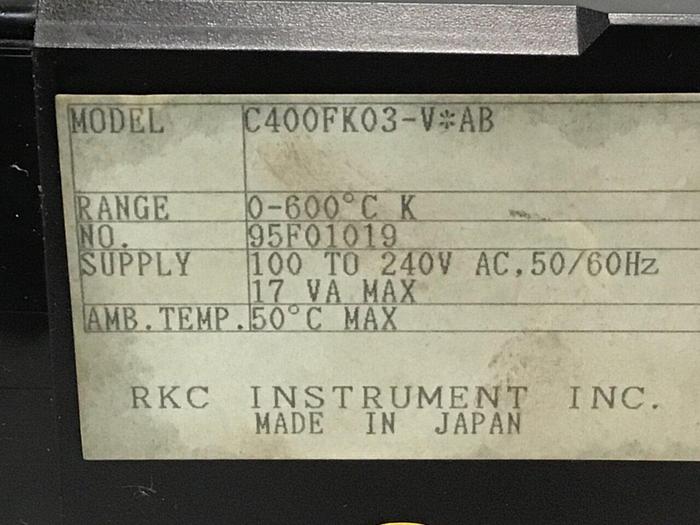 MODEL C400FK03-V*AB
RANGE 0-600°C K
NO. 95F01019
SUPPLY 100 TO 240V AC,50/60Hz
17 VA MAX
AMB.TEMP. 50°C MAX
RKC INSTRUMENT INC.
MADE IN JAPAN